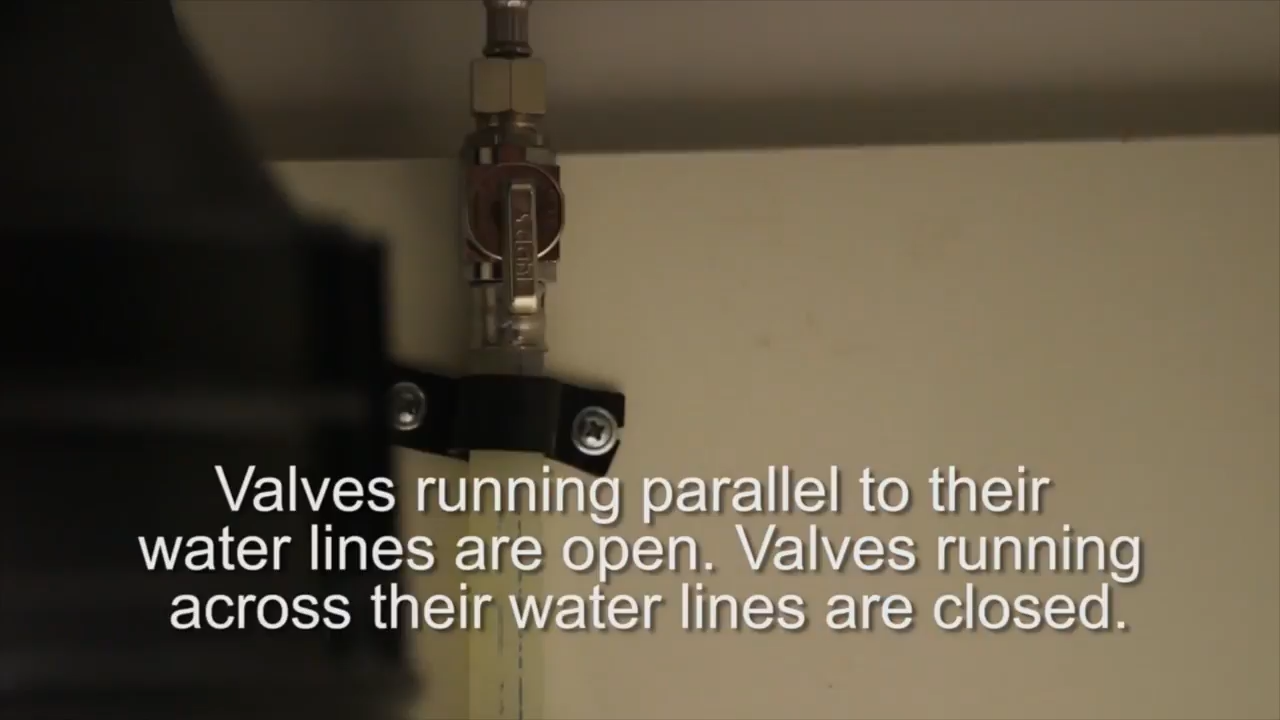 Valves running parallel to their
water lines are open. Valves running
across their water lines are closed.